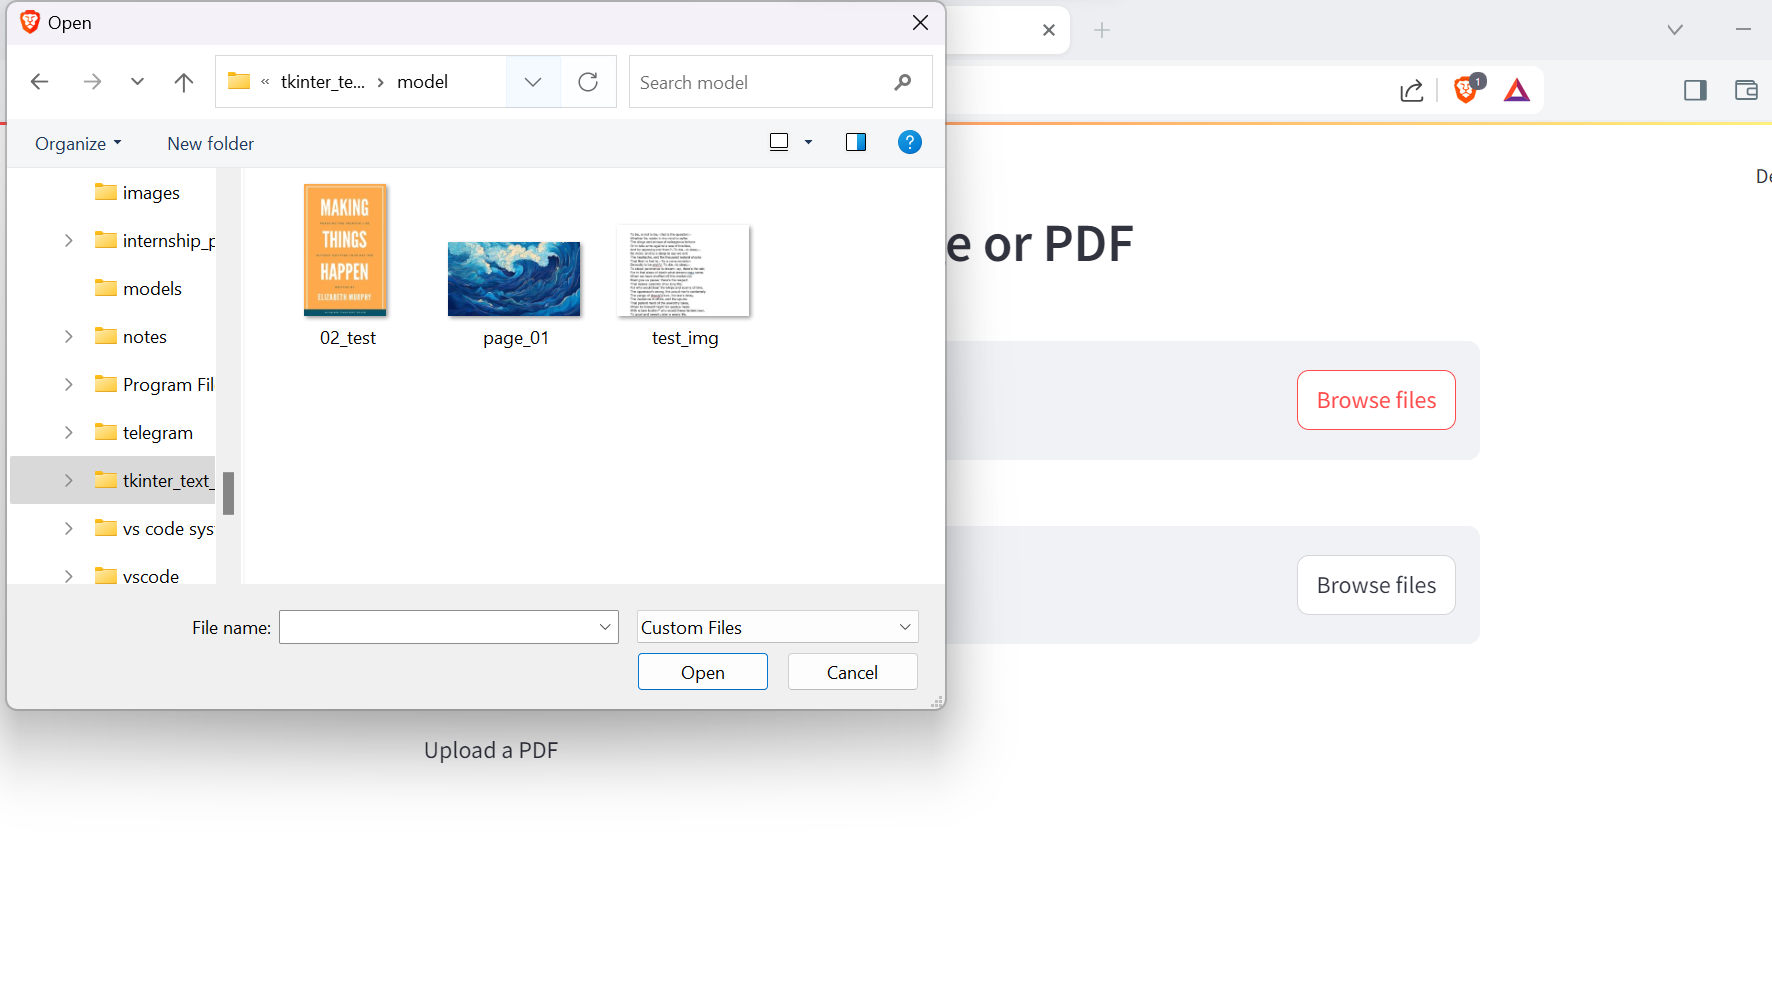 Open
tkinter_te... model
Search model
Organize New folder
images
internship_p
models
notes
Program Fil
telegram
tkinter_text_
vs code sys
vscode
MAKING
THINGS
HAPPEN
ELIZABETH MURPHY
02_test
page_01
test_img
File name:
Custom Files
Open Cancel
1
De
e or PDF
Browse files
Browse files
Upload a PDF